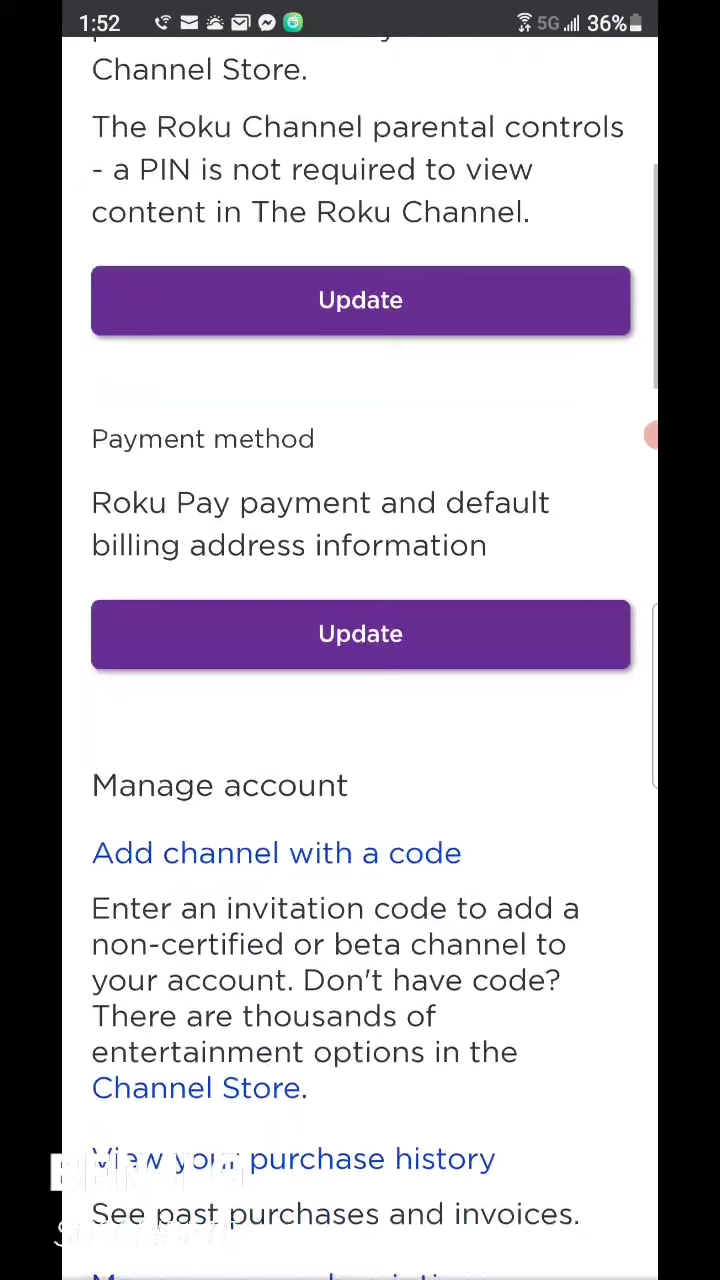 1:52 5G 36%
Channel Store.
The Roku Channel parental controls
- a PIN is not required to view
content in The Roku Channel.
Update
Payment method
Roku Pay payment and default
billing address information
Update
Manage account
Add channel with a code
Enter an invitation code to add a
non-certified or beta channel to
your account. Don't have code?
There are thousands of
entertainment options in the
Channel Store.
View your purchase history
See past purchases and invoices.